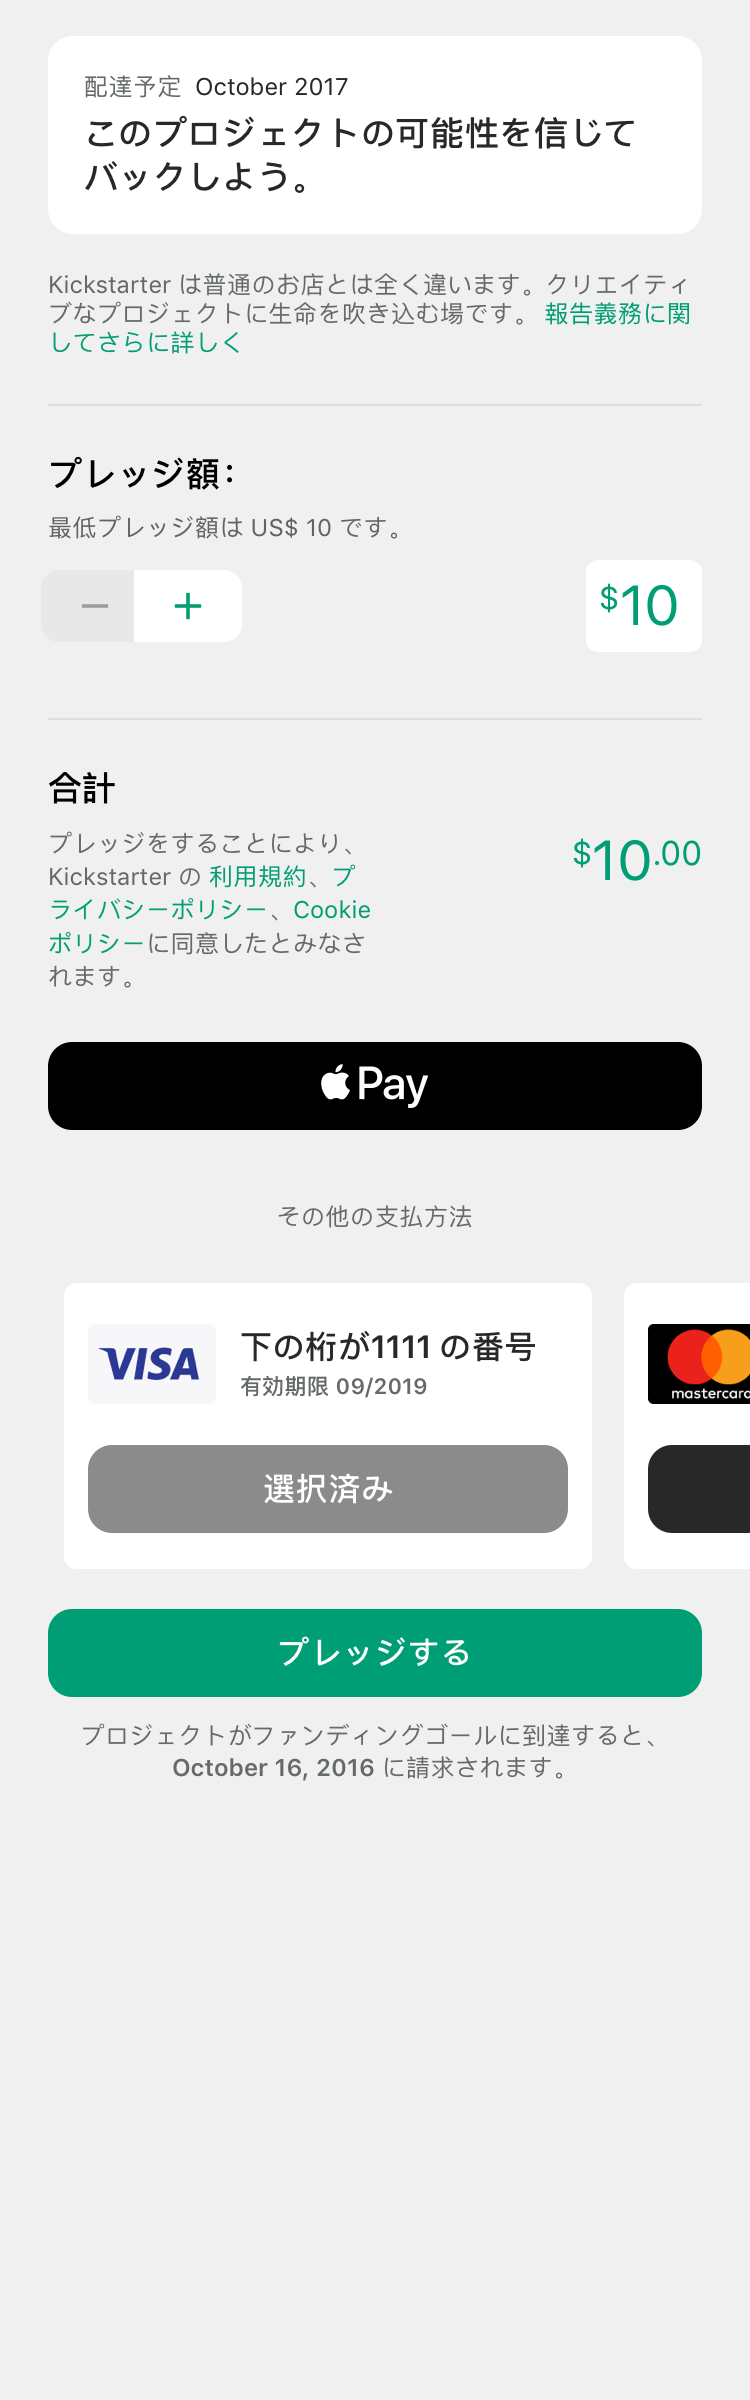 配達予定 October 2017
このプロジェクトの可能性を信じて
バックしよう。
Kickstarter は普通のお店とは全く違います。クリエイティ
ブなプロジェクトに生命を吹き込む場です。 報告義務に関
してさらに詳しく
プレッジ額:
最低プレッジ額は US$ 10 です。
− + $10
合計
プレッジをすることにより、
Kickstarter の 利用規約、プ
ライバシーポリシー、Cookie
ポリシーに同意したとみなさ
れます。
$10.00
Pay
その他の支払方法
VISA
下の桁が1111 の番号
有効期限 09/2019
選択済み
mastercard
プレッジする
プロジェクトがファンディングゴールに到達すると、
October 16, 2016 に請求されます。